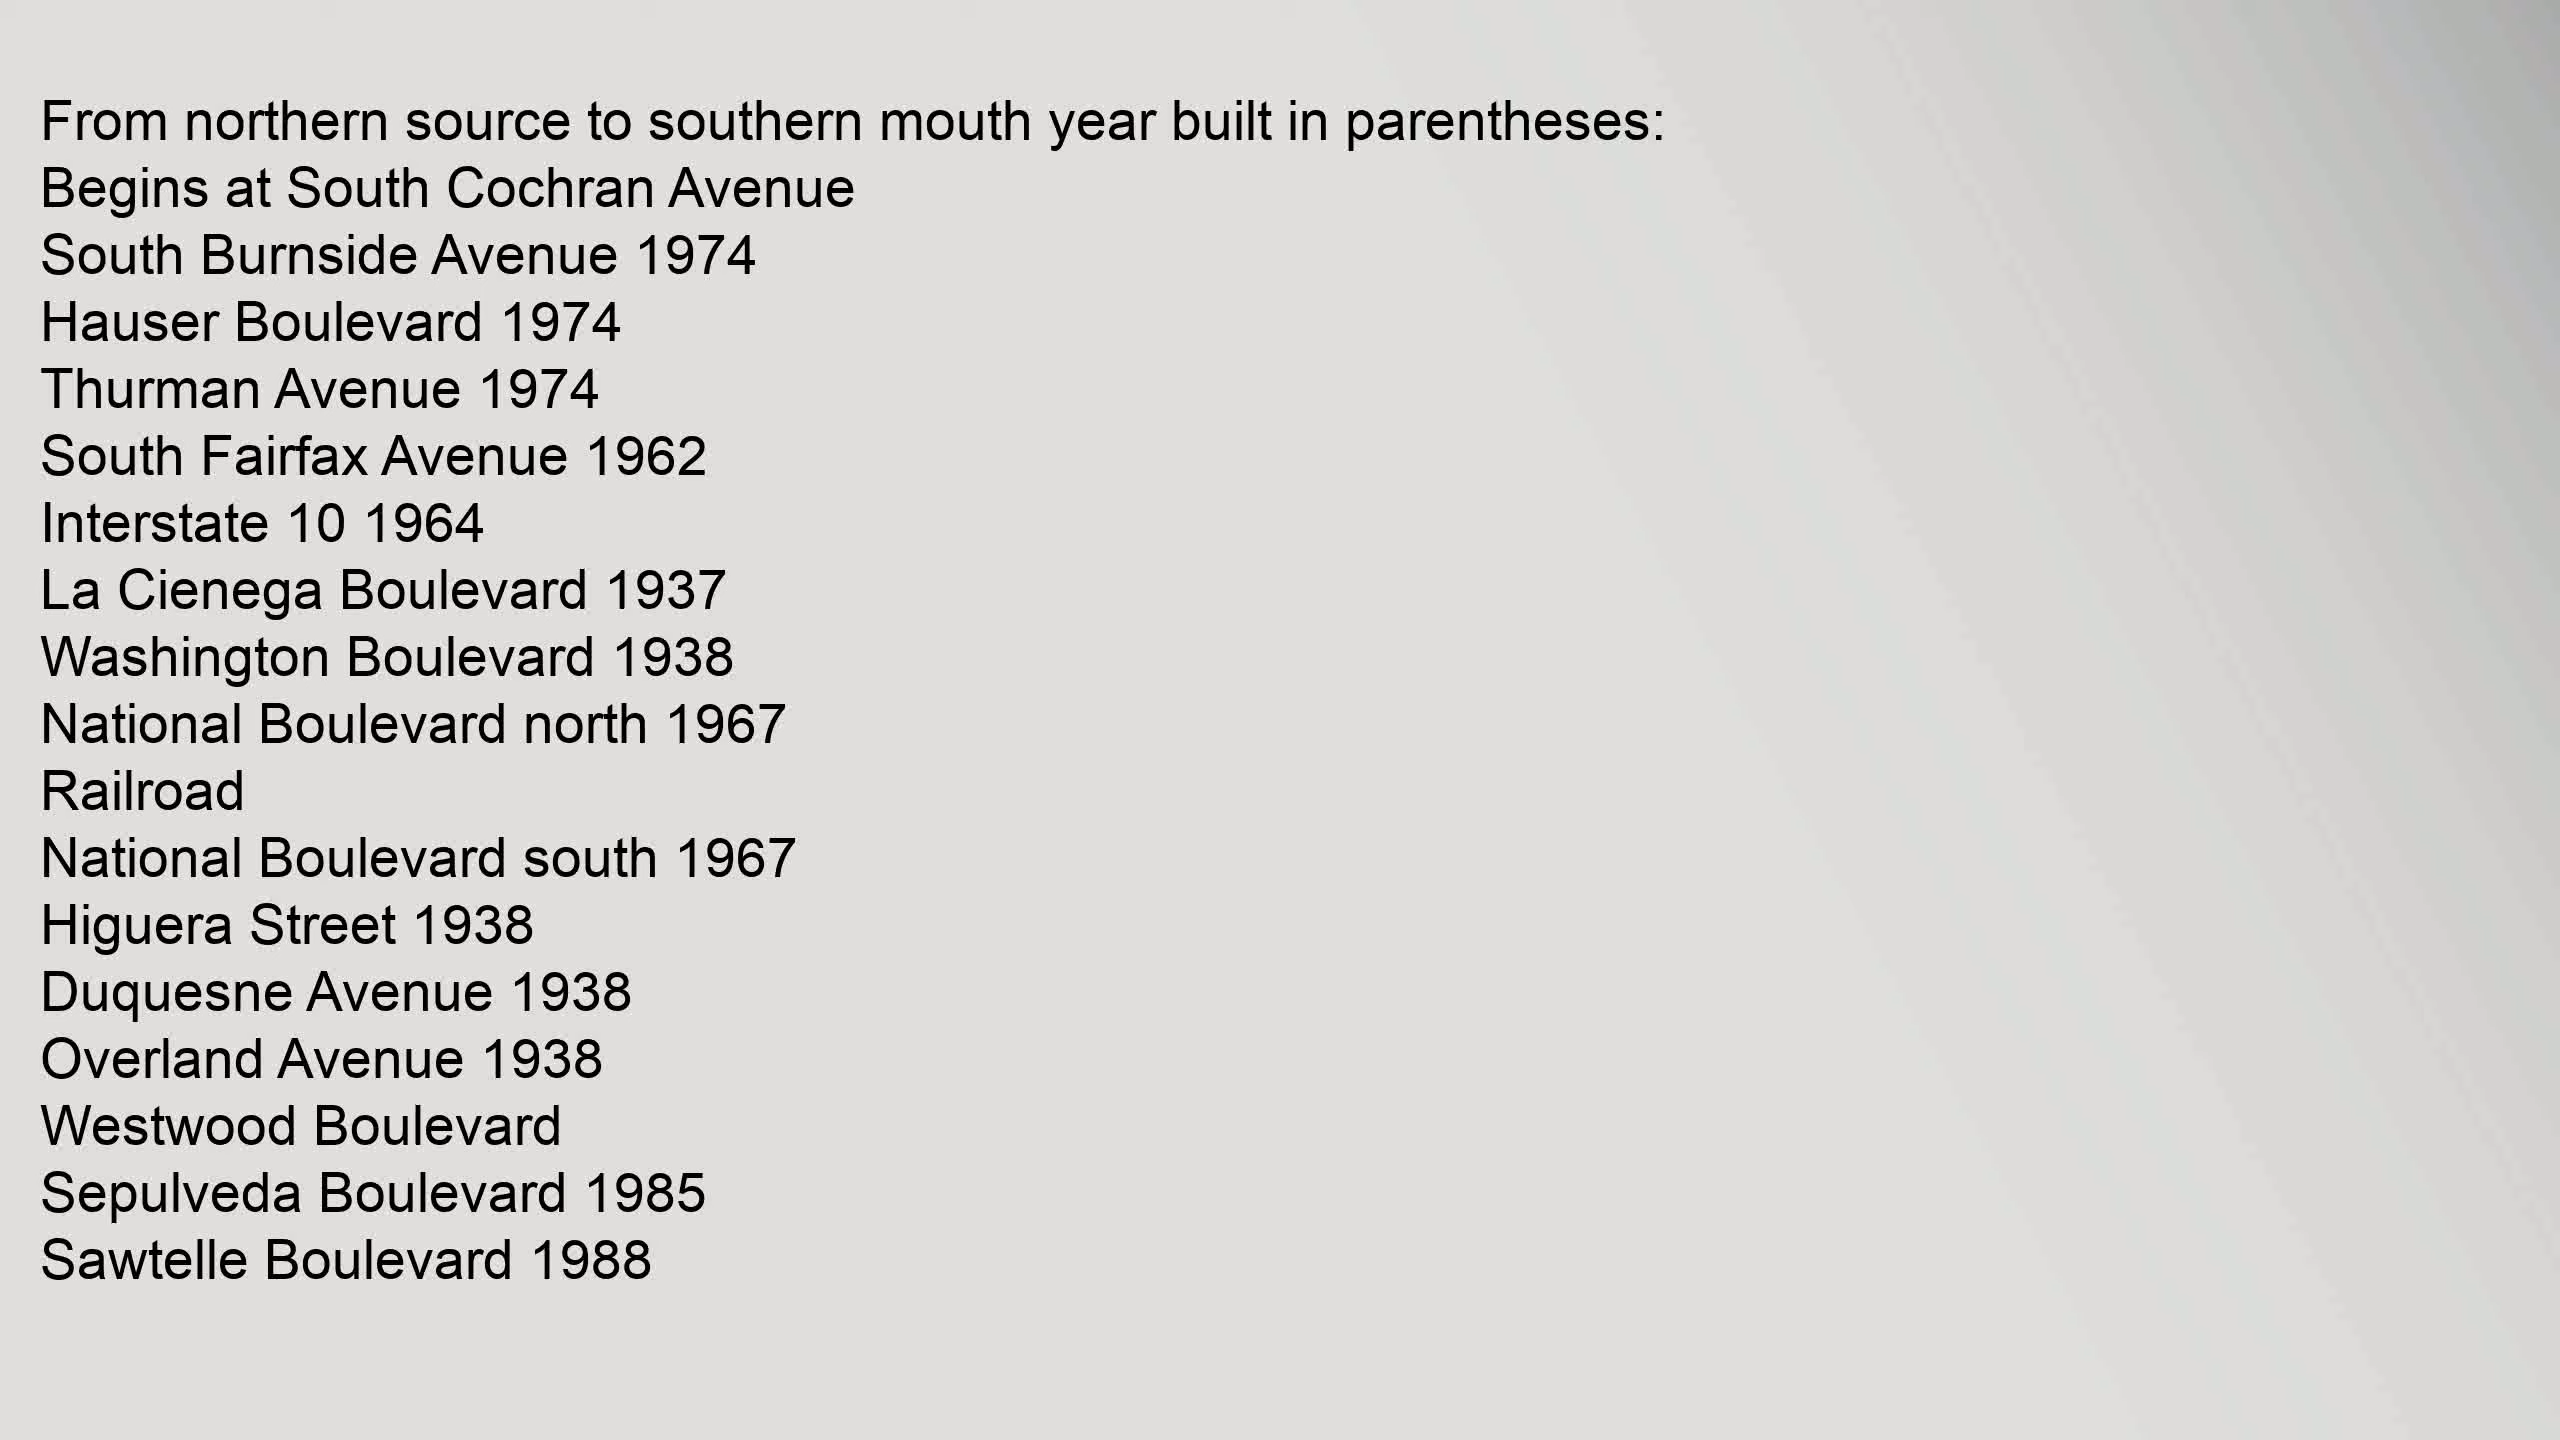 From northern source to southern mouth year built in parentheses:
Begins at South Cochran Avenue
South Burnside Avenue 1974
Hauser Boulevard 1974
Thurman Avenue 1974
South Fairfax Avenue 1962
Interstate 10 1964
La Cienega Boulevard 1937
Washington Boulevard 1938
National Boulevard north 1967
Railroad
National Boulevard south 1967
Higuera Street 1938
Duquesne Avenue 1938
Overland Avenue 1938
Westwood Boulevard
Sepulveda Boulevard 1985
Sawtelle Boulevard 1988